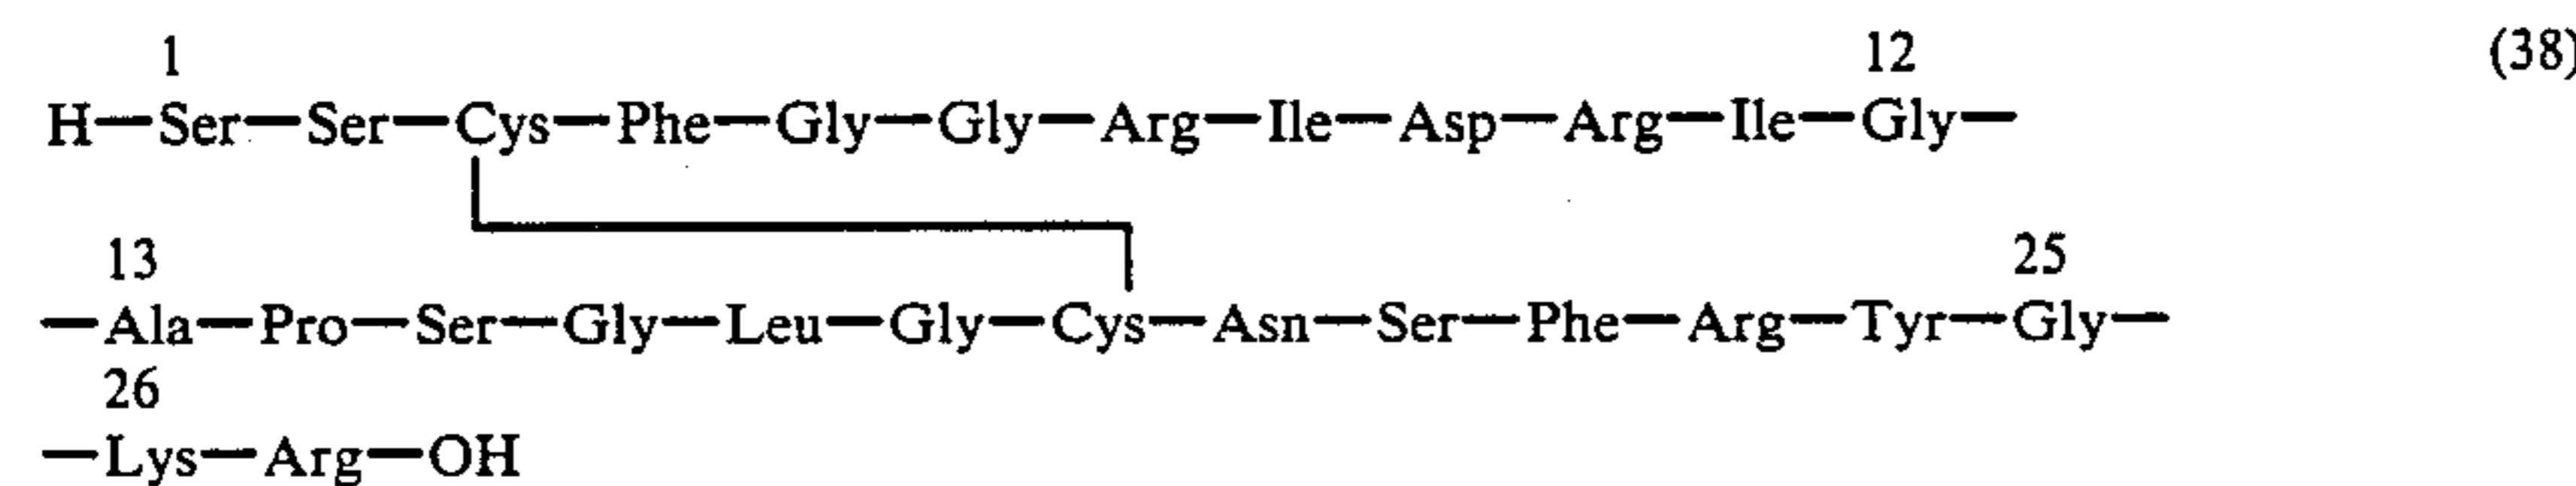 1 12 (38)
H—Ser—Ser—Cys—Phe—Gly—Gly—Arg—Ile—Asp—Arg—Ile—Gly—
13 25
—Ala—Pro—Ser—Gly—Leu—Gly—Cys—Asn—Ser—Phe—Arg—Tyr—Gly—
26
—Lys—Arg—OH